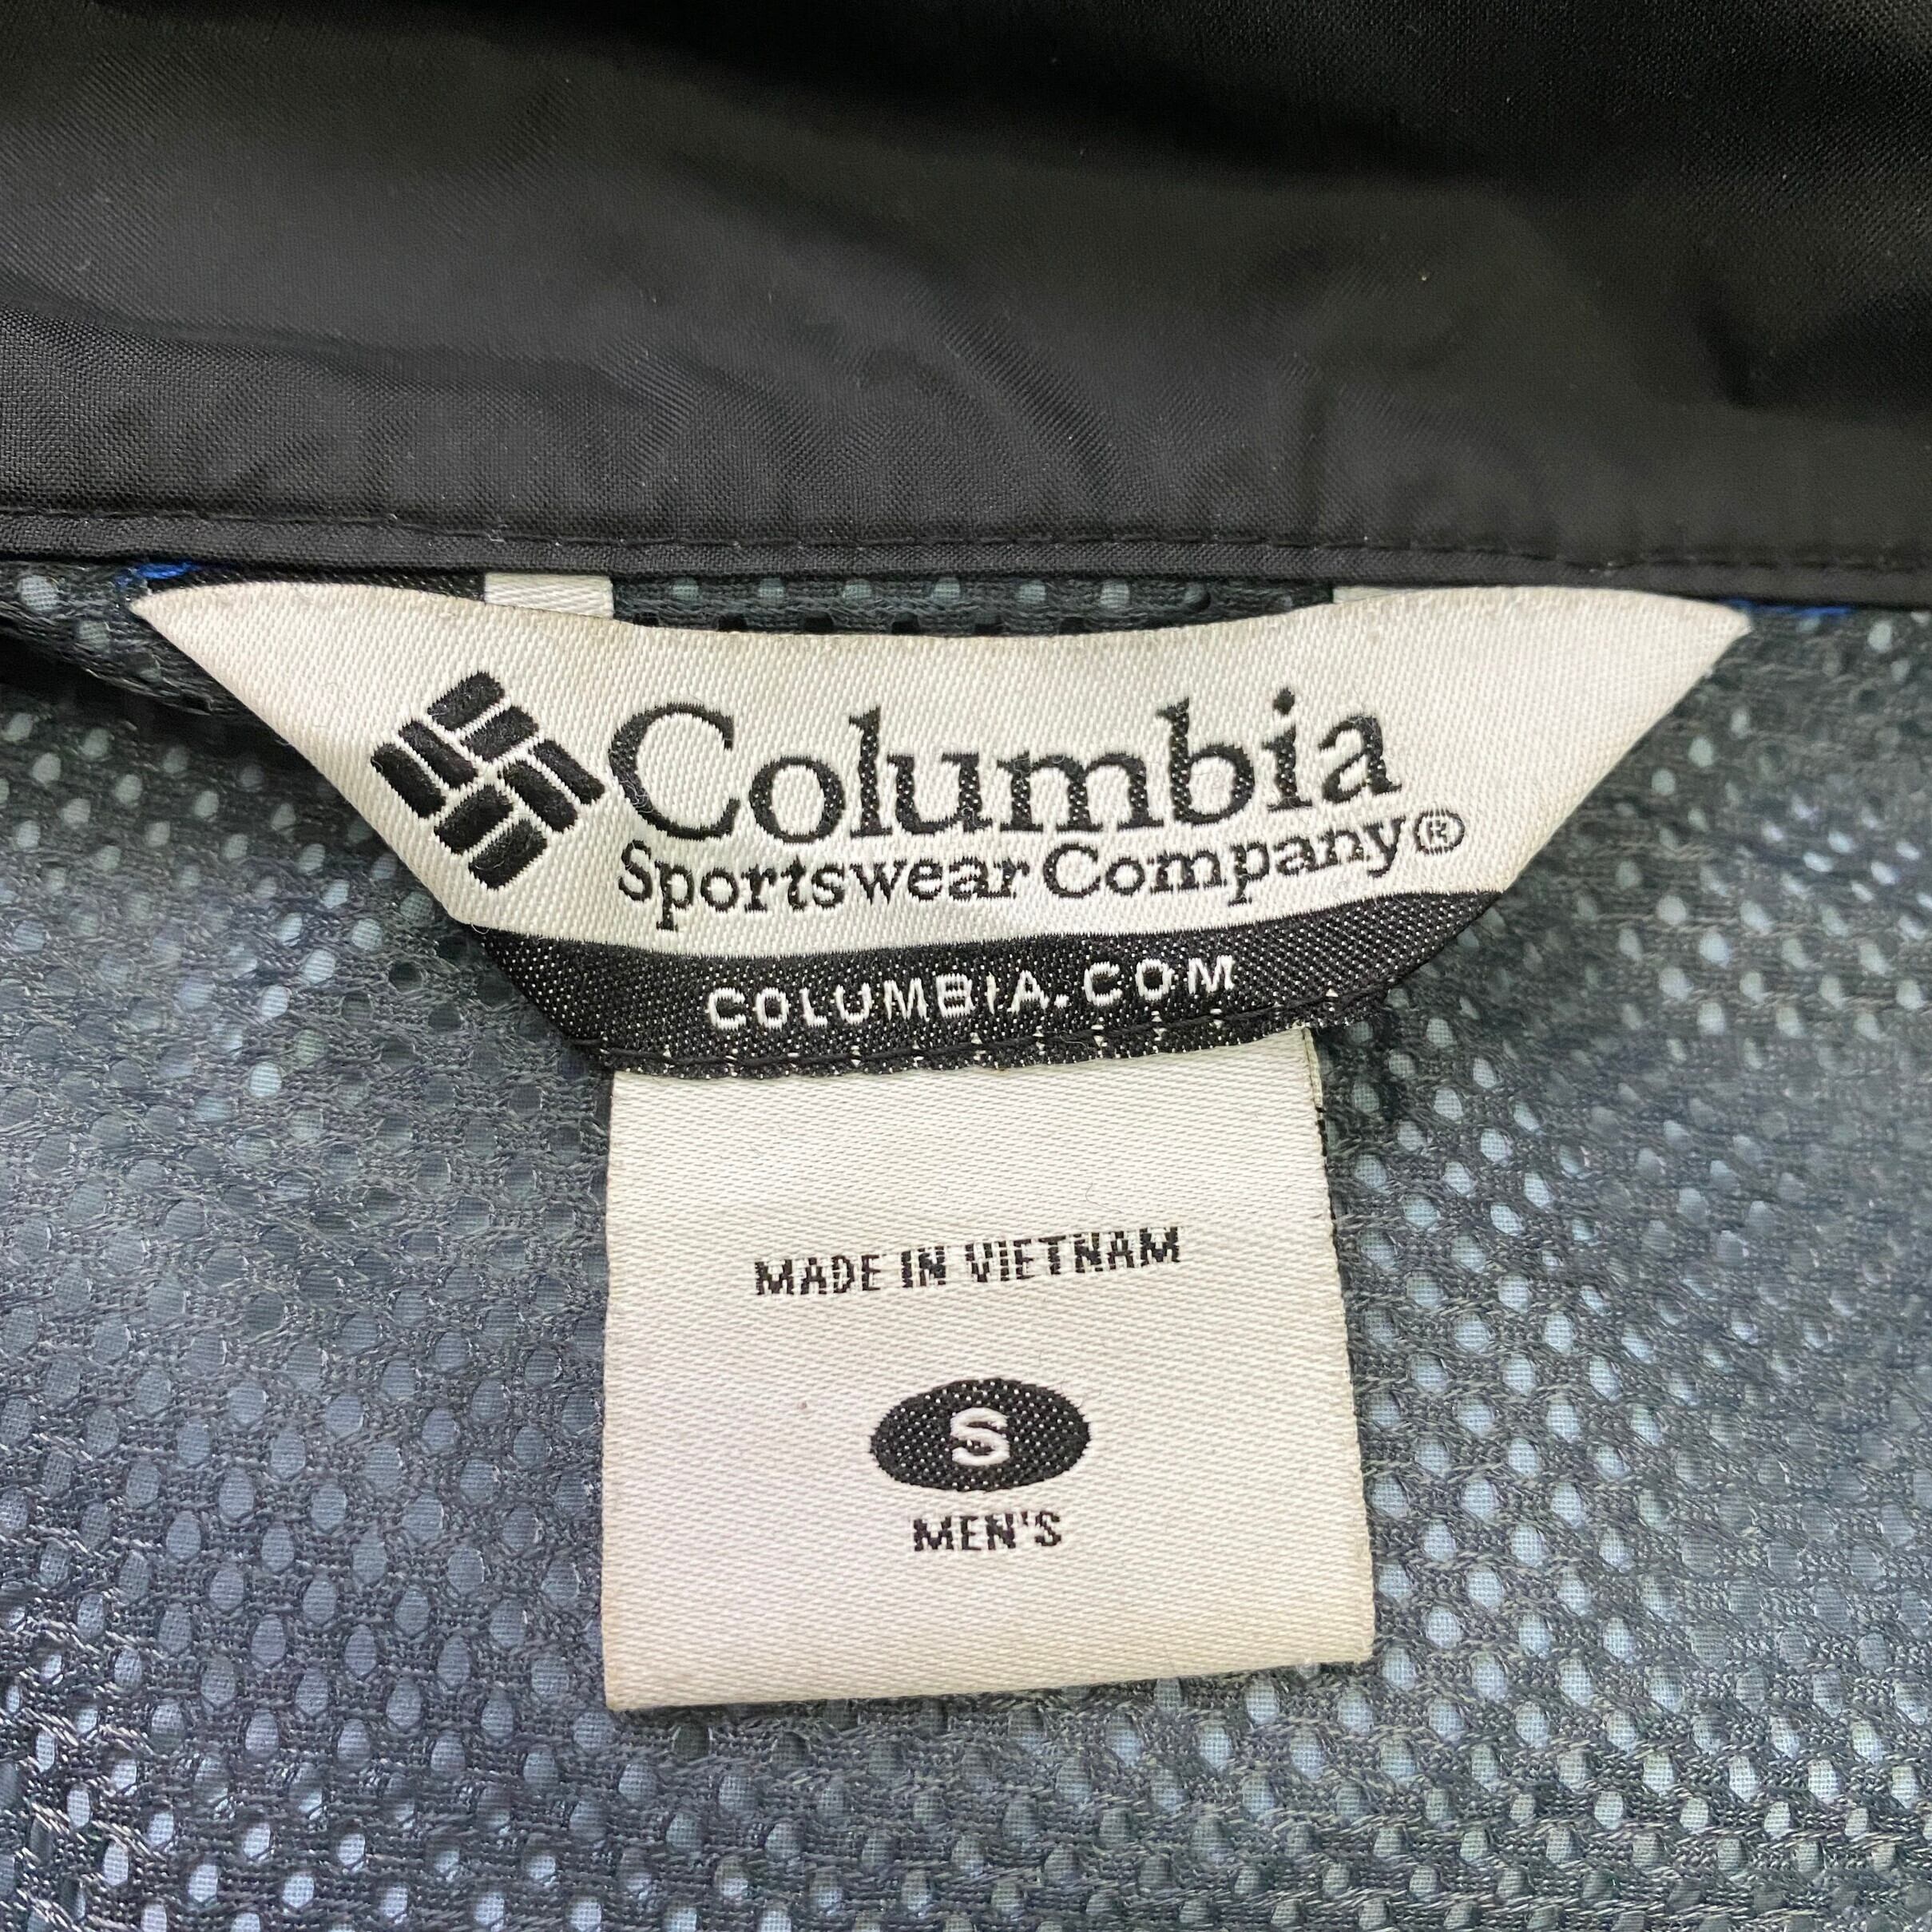 Columbia
Sportswear Company®
COLUMBIA.COM
MADE IN VIETNAM
S
MEN'S